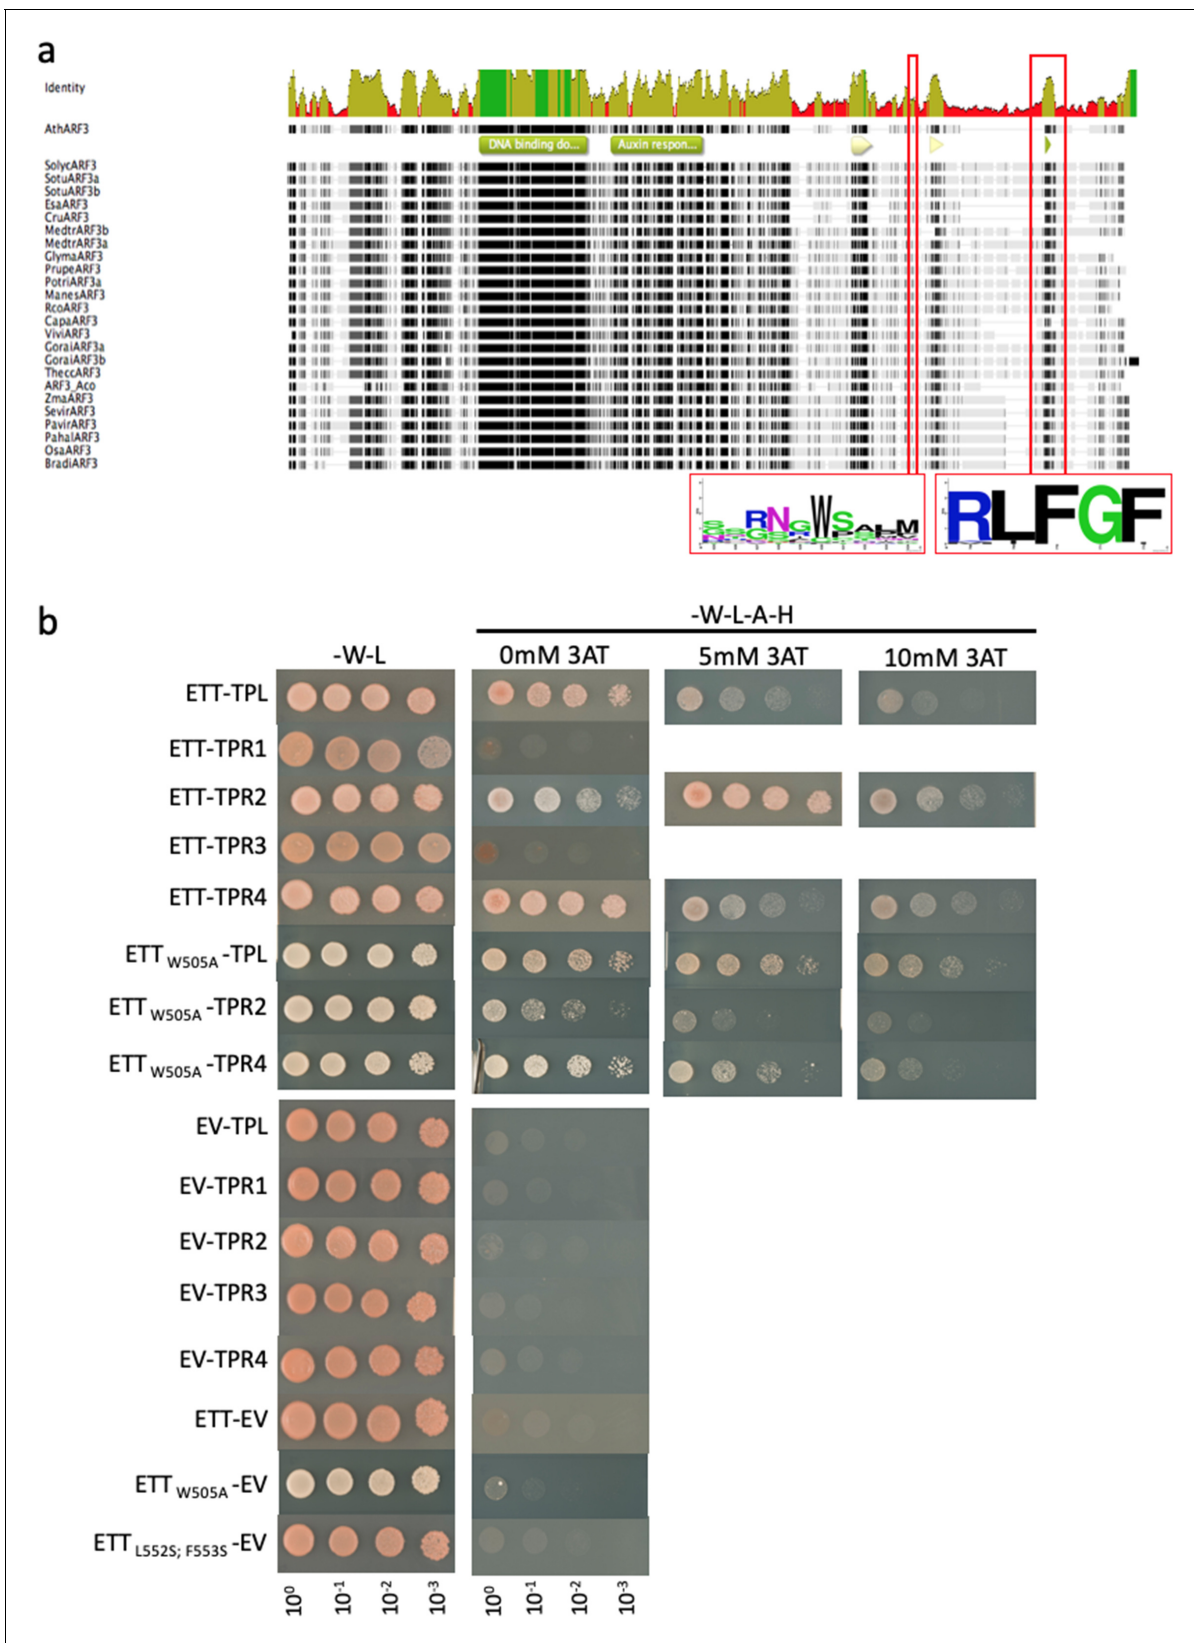 a
Identity
AthARF3
DNA binding do...
Auxin respon...
SolycARF3
SotuARF3a
SotuARF3b
EsaARF3
CruARF3
MedtrARF3b
MedtrARF3a
GlymaARF3
PrupeARF3
PotriARF3a
ManesARF3
RcoARF3
CapaARF3
ViviARF3
GoraiARF3a
GoraiARF3b
TheccARF3
ARF3_Aco
ZmaARF3
SevirARF3
PavirARF3
PahalARF3
OsaARF3
BradiARF3
RNGWSALM
RLFGF
b
-W-L-A-H
-W-L
0mM 3AT
5mM 3AT
10mM 3AT
ETT-TPL
ETT-TPR1
ETT-TPR2
ETT-TPR3
ETT-TPR4
ETT W505A -TPL
ETT W505A -TPR2
ETT W505A -TPR4
EV-TPL
EV-TPR1
EV-TPR2
EV-TPR3
EV-TPR4
ETT-EV
ETT W505A -EV
ETT L552S; F553S -EV
10⁰ 10⁻¹ 10⁻² 10⁻³ 10⁰ 10⁻¹ 10⁻² 10⁻³